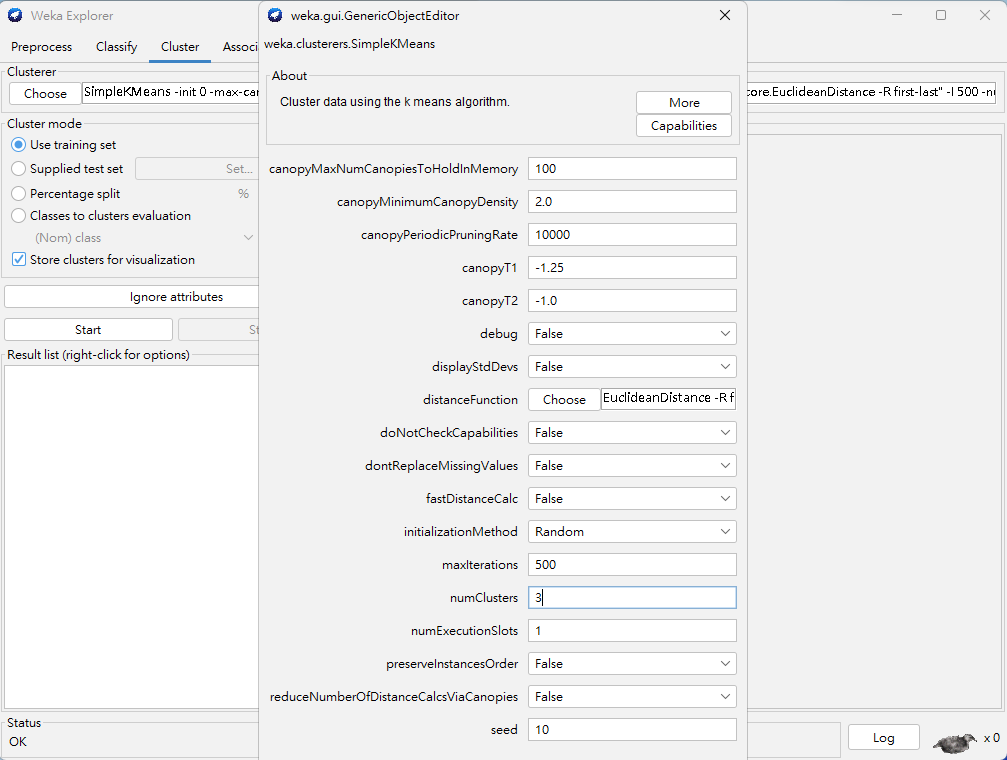 Weka Explorer
Preprocess Classify Cluster Associ
Clusterer
Choose SimpleKMeans -init 0 -max-can
core.EuclideanDistance -R first-last" -I 500 -nu
Cluster mode
Use training set
Supplied test set Set...
Percentage split %
Classes to clusters evaluation
(Nom) class
Store clusters for visualization
Ignore attributes
Start St
Result list (right-click for options)
Status
OK
Log x 0
weka.gui.GenericObjectEditor
weka.clusterers.SimpleKMeans
About
Cluster data using the k means algorithm.
More
Capabilities
canopyMaxNumCanopiesToHoldInMemory 100
canopyMinimumCanopyDensity 2.0
canopyPeriodicPruningRate 10000
canopyT1 -1.25
canopyT2 -1.0
debug False
displayStdDevs False
distanceFunction Choose EuclideanDistance -R f
doNotCheckCapabilities False
dontReplaceMissingValues False
fastDistanceCalc False
initializationMethod Random
maxIterations 500
numClusters 3
numExecutionSlots 1
preserveInstancesOrder False
reduceNumberOfDistanceCalcsViaCanopies False
seed 10